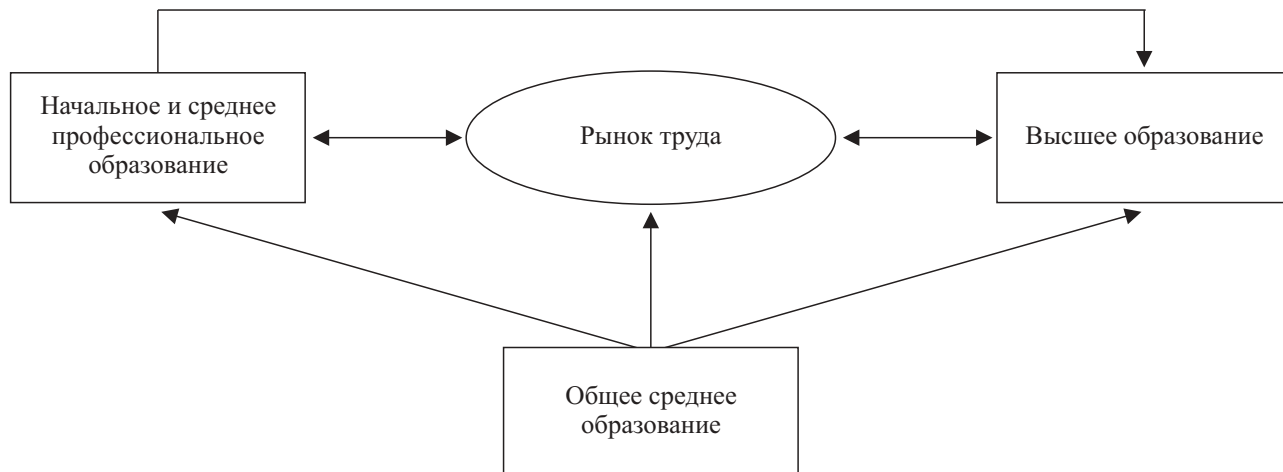 Начальное и среднее
профессиональное
образование
Рынок труда
Высшее образование
Общее среднее
образование